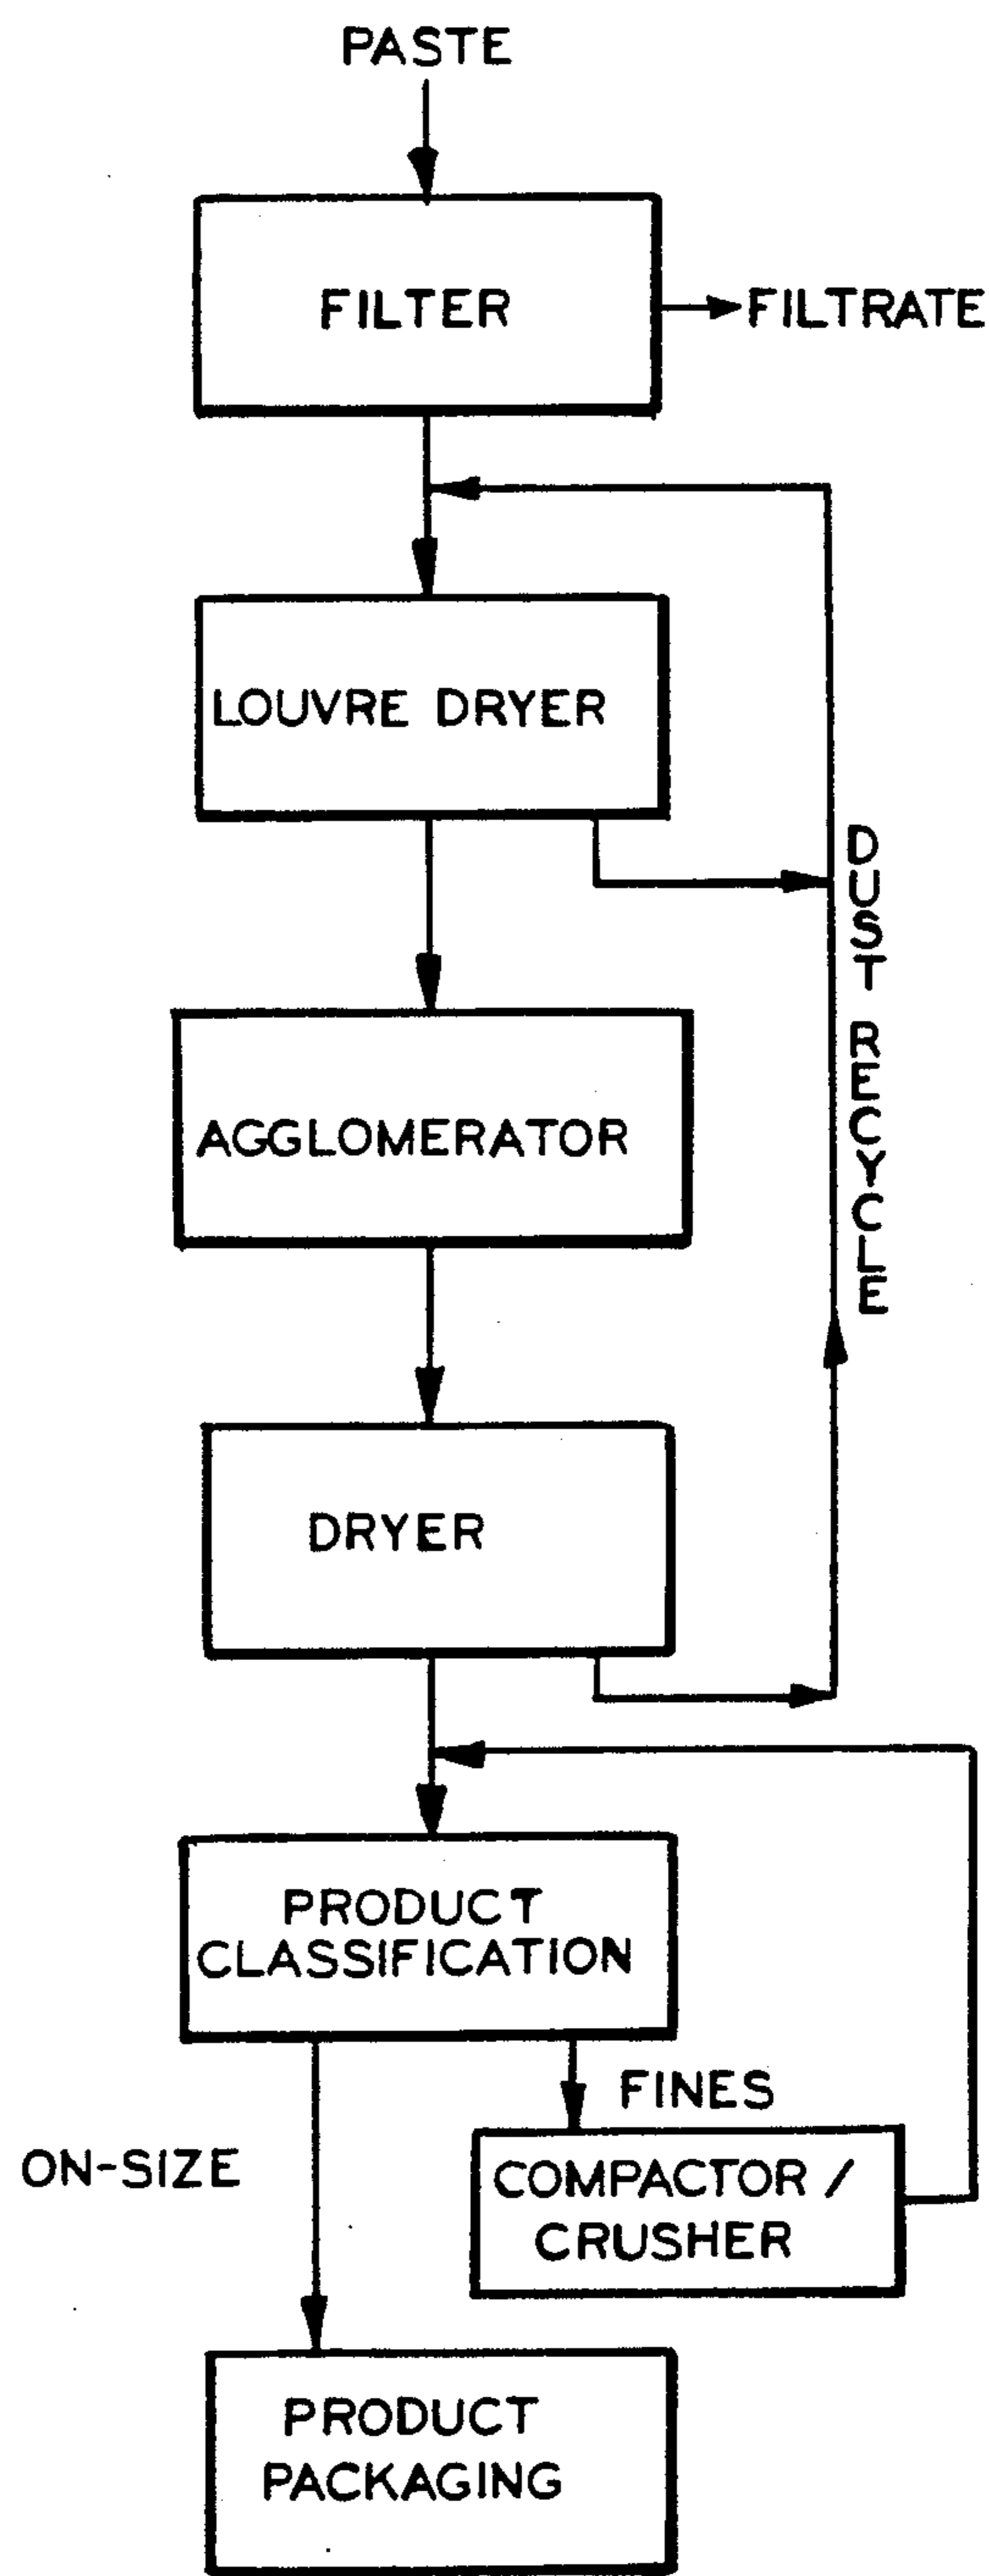 PASTE
FILTER
FILTRATE
LOUVRE DRYER
DUST RECYCLE
AGGLOMERATOR
DRYER
PRODUCT
CLASSIFICATION
FINES
ON-SIZE
COMPACTOR /
CRUSHER
PRODUCT
PACKAGING